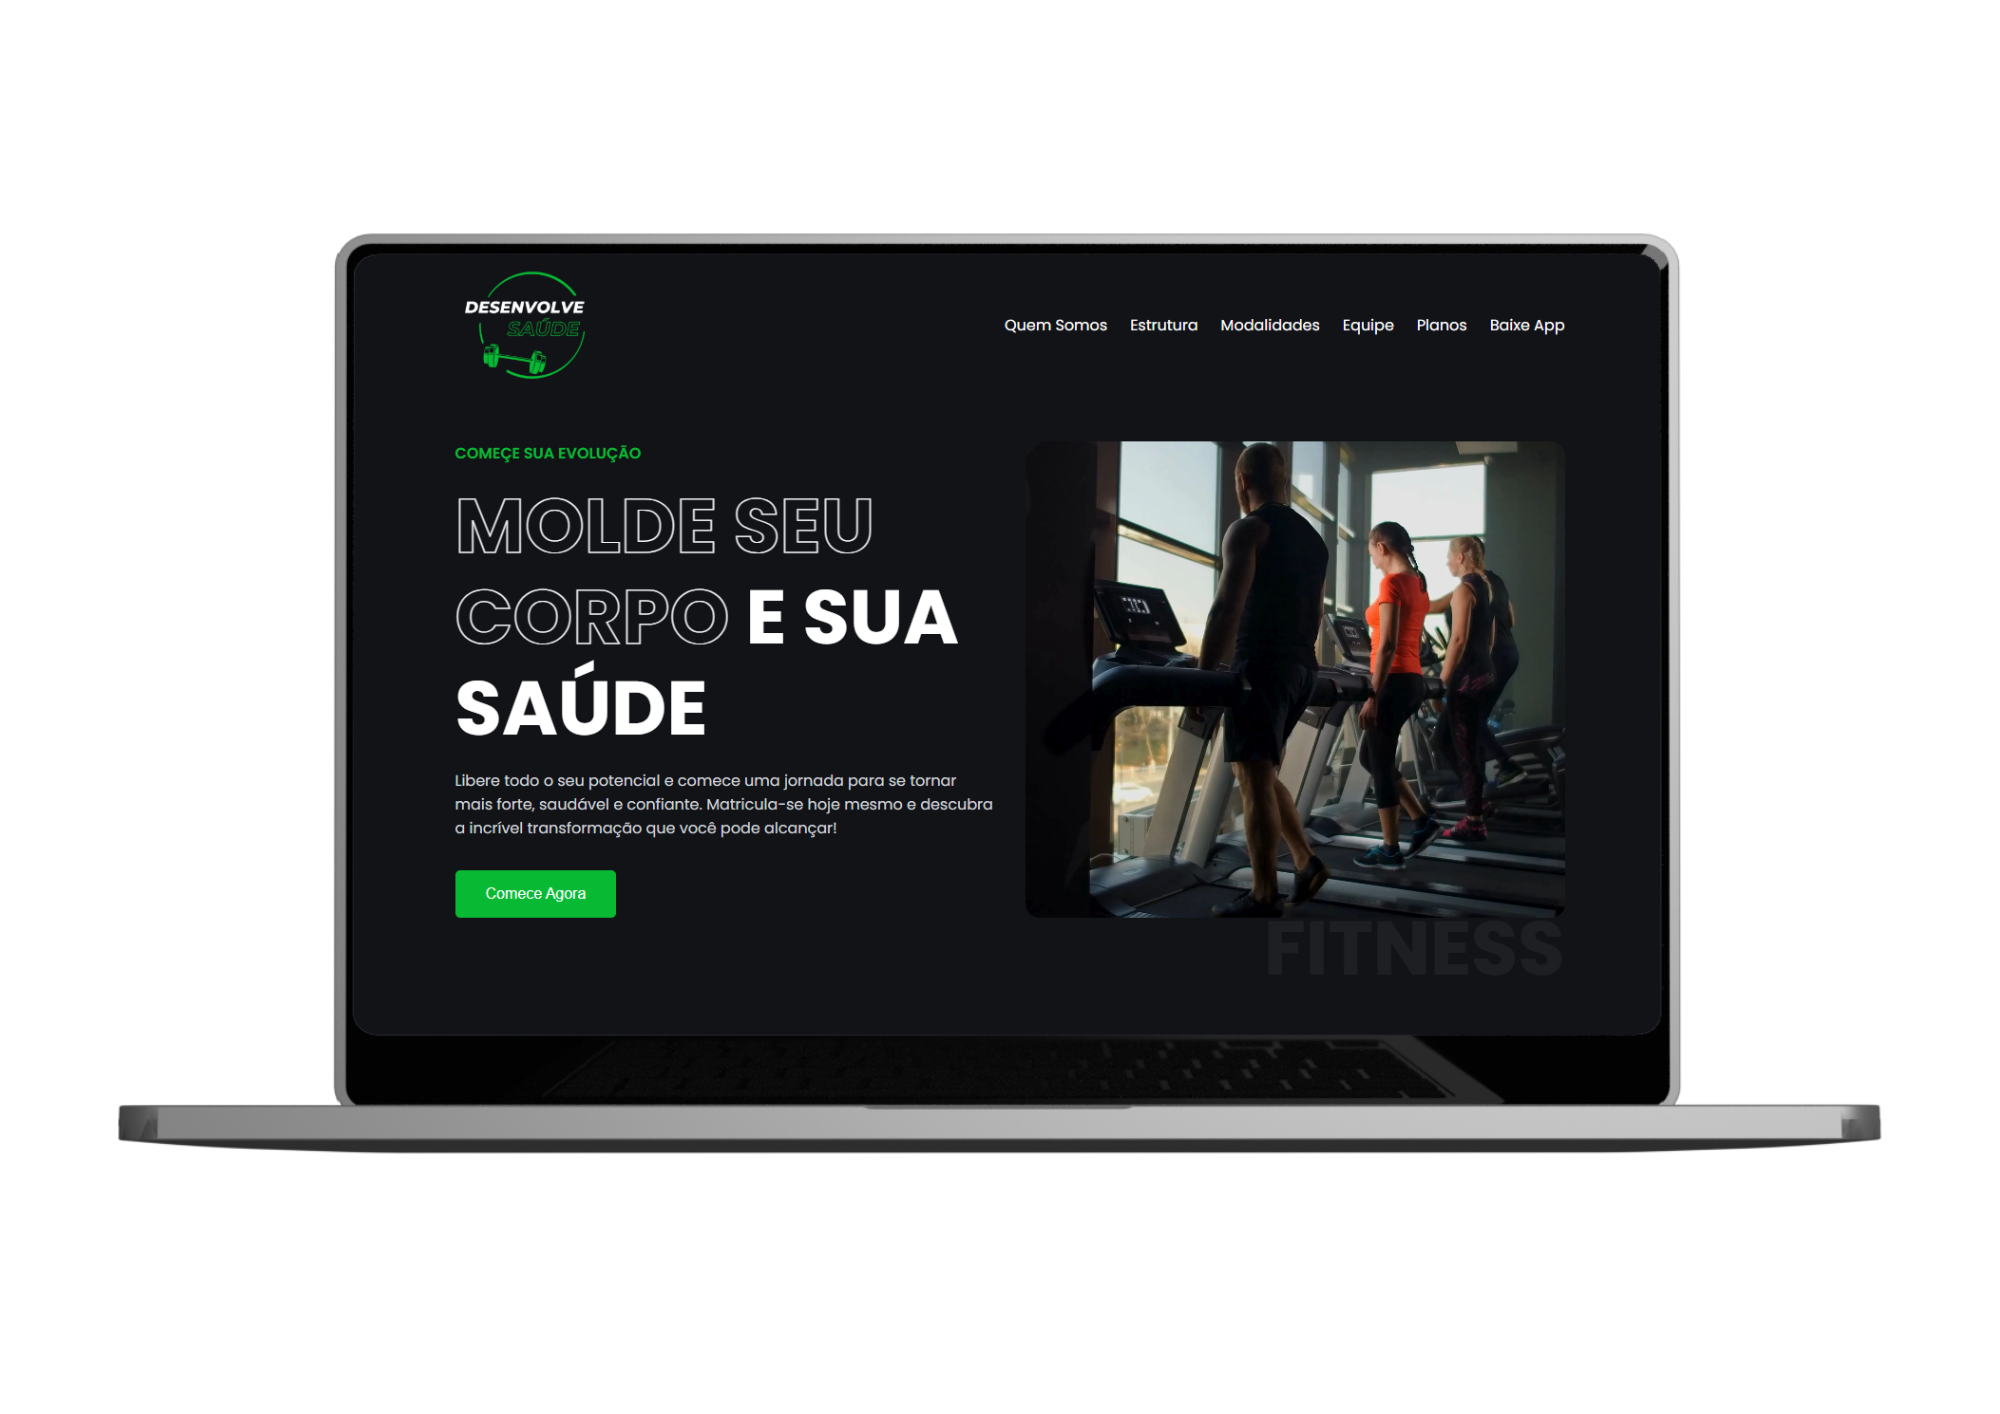 DESENVOLVE
SAÚDE
Quem Somos Estrutura Modalidades Equipe Planos Baixe App
COMEÇE SUA EVOLUÇÃO
MOLDE SEU
CORPO E SUA
SAÚDE
Libere todo o seu potencial e comece uma jornada para se tornar
mais forte, saudável e confiante. Matricula-se hoje mesmo e descubra
a incrível transformação que você pode alcançar!
Comece Agora
FITNESS